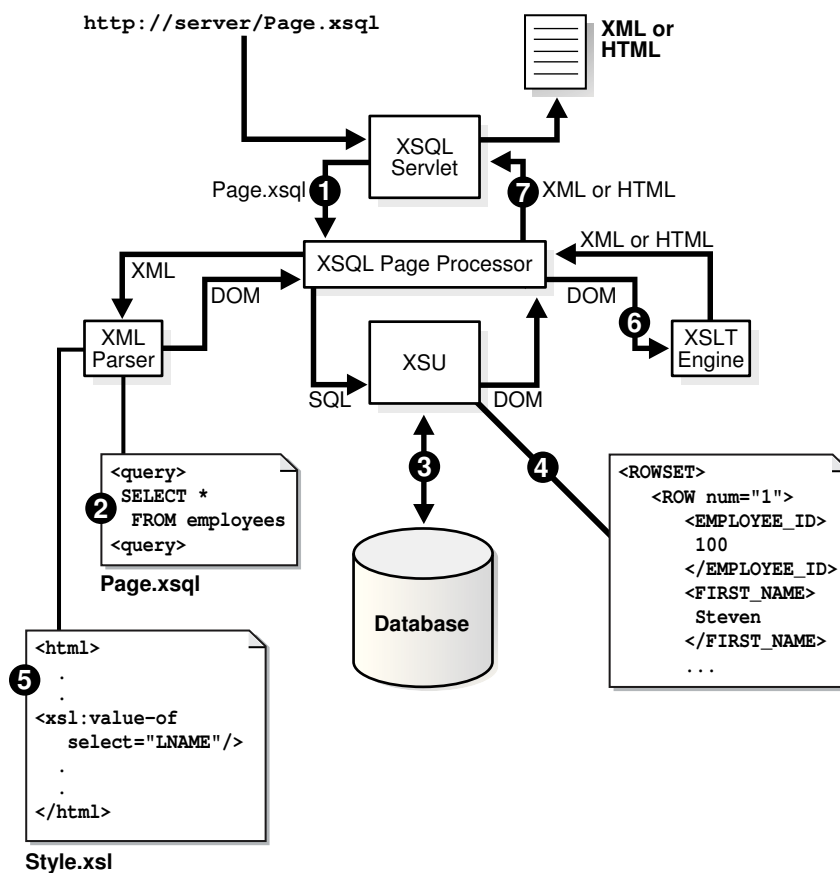 http://server/Page.xsql
XML or
HTML
XSQL
Servlet
Page.xsql
1
7
XML or HTML
XML or HTML
XML
XSQL Page Processor
DOM
DOM
6
XML
Parser
XSU
XSLT
Engine
SQL
DOM
3
4
2
<query>
SELECT *
FROM employees
<query>
Page.xsql
<ROWSET>
<ROW num="1">
<EMPLOYEE_ID>
100
</EMPLOYEE_ID>
<FIRST_NAME>
Steven
</FIRST_NAME>
...
Database
5
<html>
.
.
<xsl:value-of
select="LNAME"/>
.
.
</html>
Style.xsl